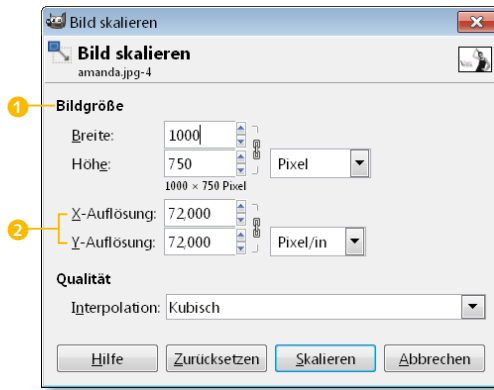 Bild skalieren
Bild skalieren
amanda.jpg-4
1 Bildgröße
Breite: 1000
Höhe: 750 Pixel
1000 × 750 Pixel
X-Auflösung: 72,000
2
Y-Auflösung: 72,000 Pixel/in
Qualität
Interpolation: Kubisch
Hilfe Zurücksetzen Skalieren Abbrechen